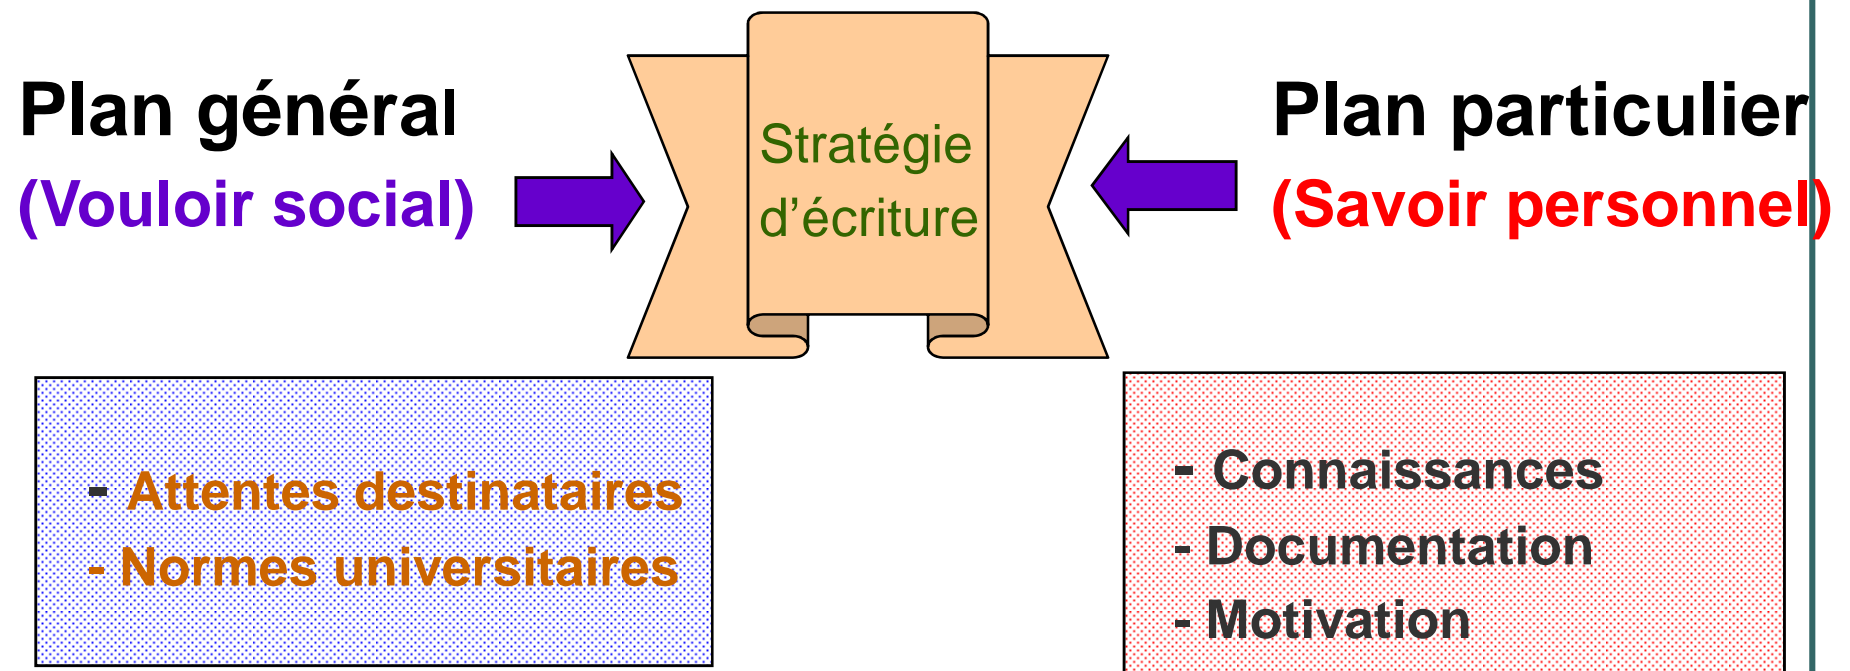 Plan général
(Vouloir social)
Stratégie
d’écriture
Plan particulier
(Savoir personnel)
- Attentes destinataires
- Normes universitaires
- Connaissances
- Documentation
- Motivation